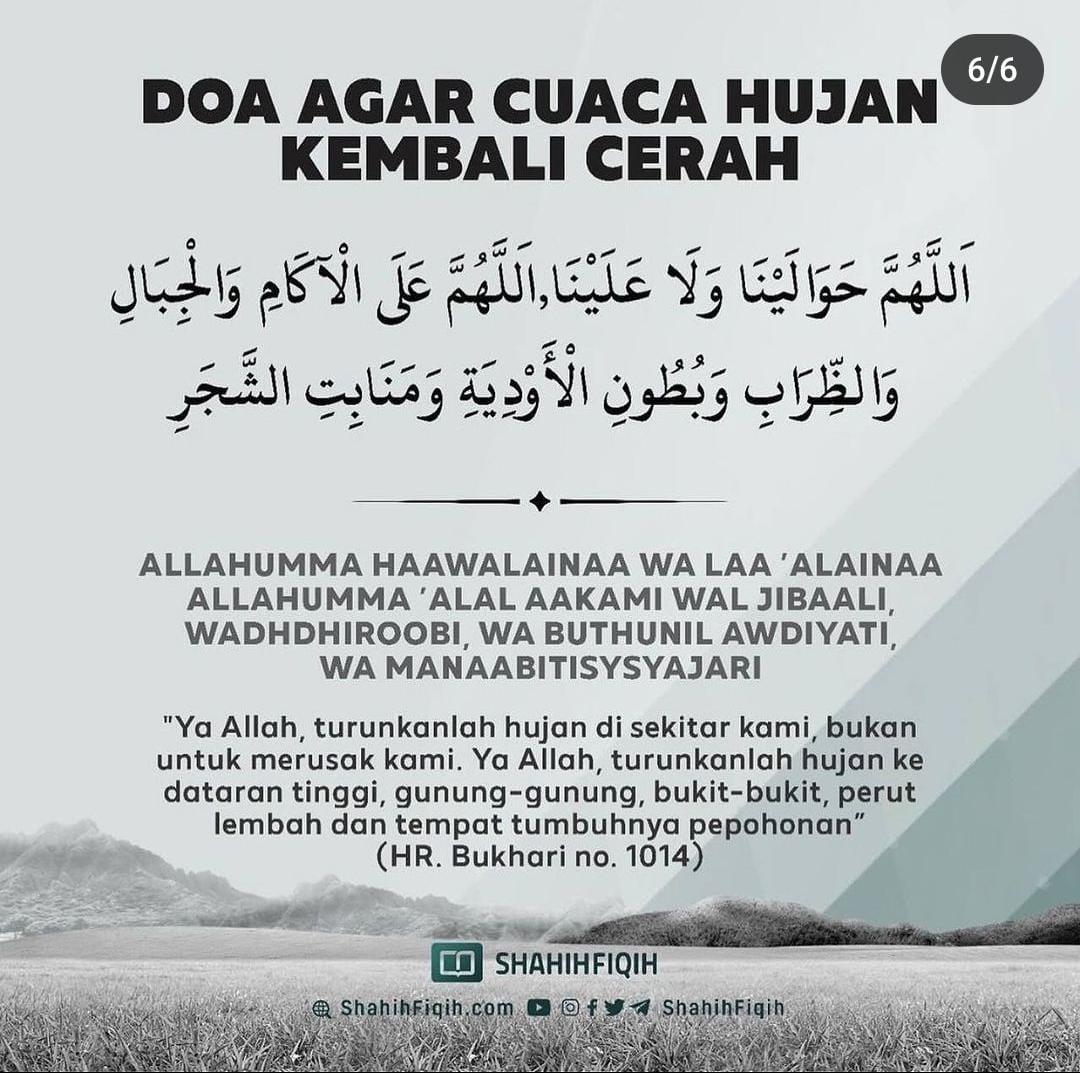 6/6
DOA AGAR CUACA HUJAN
KEMBALI CERAH
اَللَّهُمَّ حَوَالَيْنَا وَلَا عَلَيْنَا,اَللَّهُمَّ عَلَى الْآكَامِ وَالْجِبَالِ
وَالظِّرَابِ وَبُطُونِ الْأَوْدِيَةِ وَمَنَابِتِ الشَّجَرِ
ALLAHUMMA HAAWALAINAA WA LAA 'ALAINAA
ALLAHUMMA 'ALAL AAKAMI WAL JIBAALI,
WADHDHIROOBI, WA BUTHUNIL AWDIYATI,
WA MANAABITISYSYAJARI
"Ya Allah, turunkanlah hujan di sekitar kami, bukan
untuk merusak kami. Ya Allah, turunkanlah hujan ke
dataran tinggi, gunung-gunung, bukit-bukit, perut
lembah dan tempat tumbuhnya pepohonan"
(HR. Bukhari no. 1014)
SHAHIHFIQIH
ShahihFiqih.com ShahihFiqih